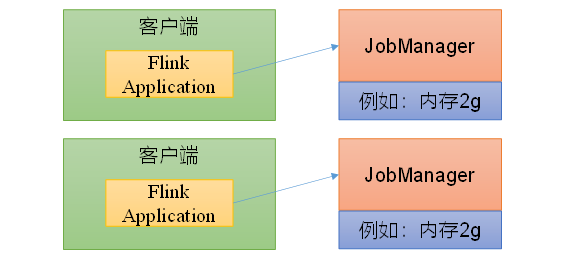 客户端
Flink
Application
JobManager
例如：内存2g
客户端
Flink
Application
JobManager
例如：内存2g